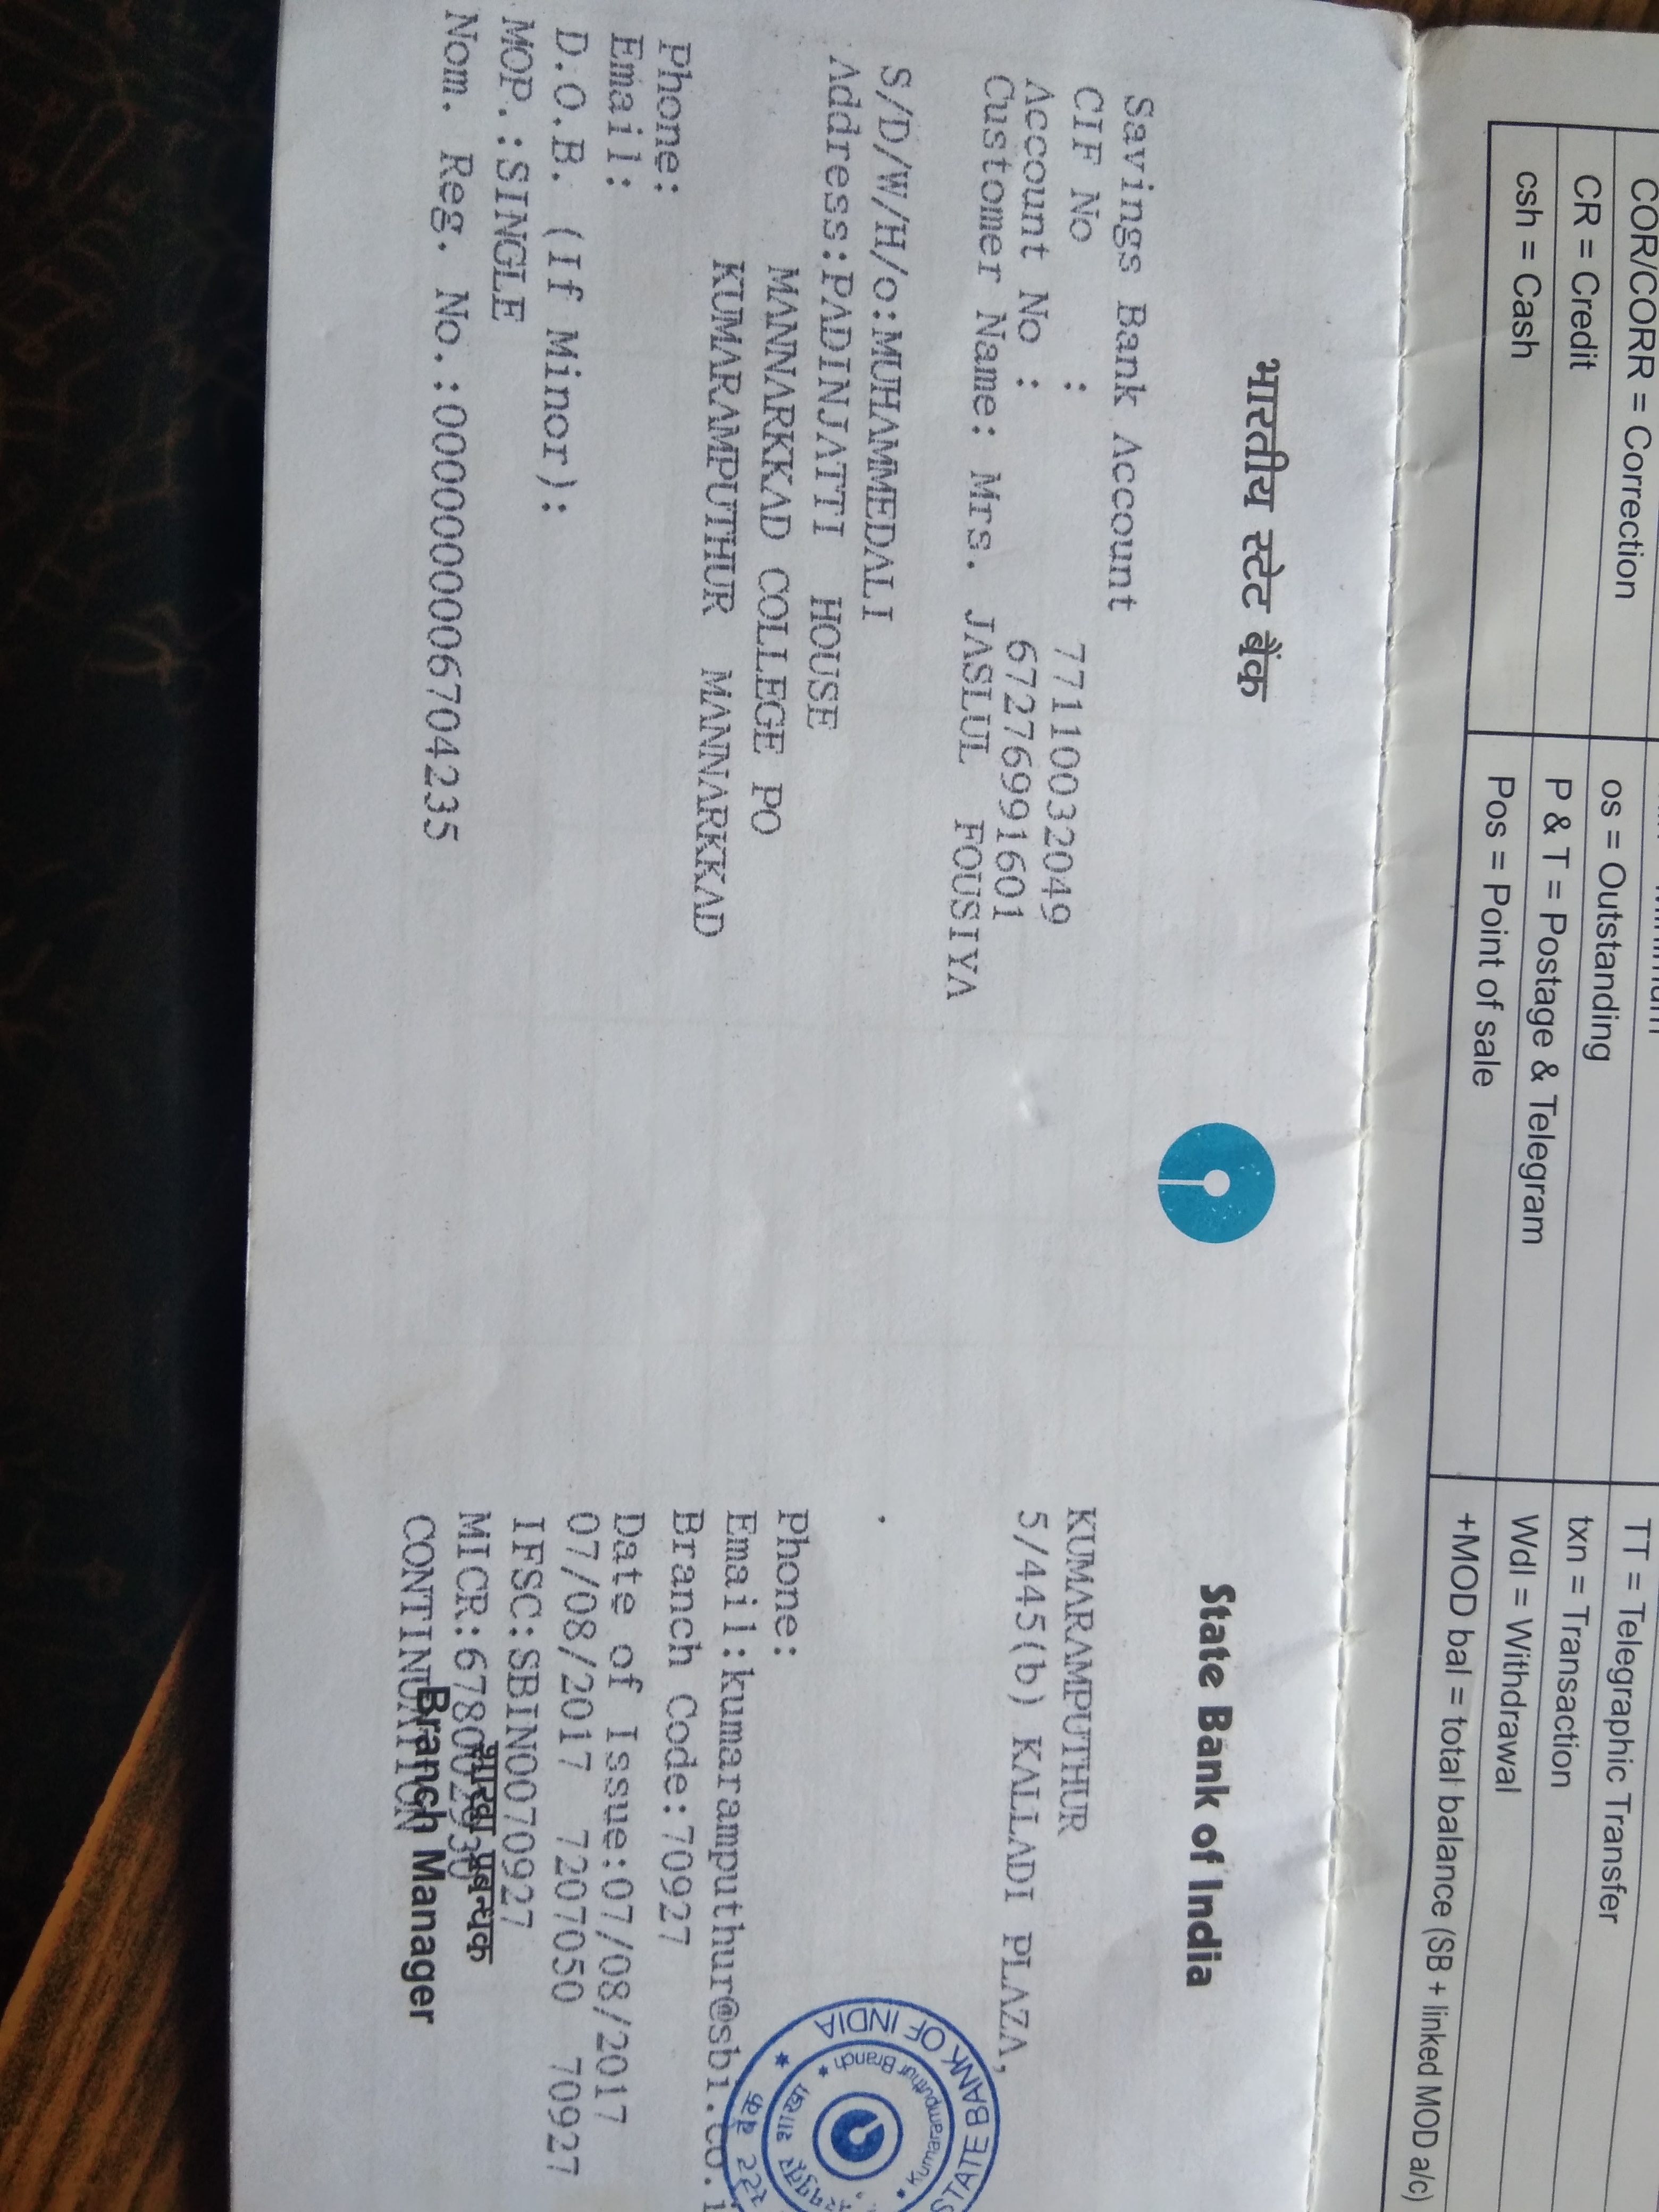 COR/CORR = Correction
os = Outstanding
TT = Telegraphic Transfer
CR = Credit
P & T = Postage & Telegram
txn = Transaction
csh = Cash
Pos = Point of sale
Wdl = Withdrawal
+MOD bal = total balance (SB + linked MOD a/c)
भारतीय स्टेट बैंक
State Bank of India
Savings Bank Account
CIF No : 77110032049
Account No : 67276991601
Customer Name: Mrs. JASLUL FOUSIYA
S/D/W/H/o:MUHAMMEDALI
Address:PADINJATTI HOUSE
MANNARKKAD COLLEGE PO
KUMARAMPUTHUR MANNARKKAD
Phone:
Email:
D.O.B. (If Minor):
MOP.:SINGLE
Nom. Reg. No.:0000000006704235
KUMARAMPUTHUR
5/445(b) KALLADI PLAZA,
.
Phone:
Email:kumaramputhur@sbi.co.
Branch Code:70927
Date of Issue:07/08/2017
07/08/2017 7207050 70927
IFSC:SBIN0070927
MICR:678002930
शाखा प्रबन्धक
CONTINUATION
Branch Manager
STATE BANK OF INDIA
Kumaramputhur Branch
शाखा
स्टेट बैंक